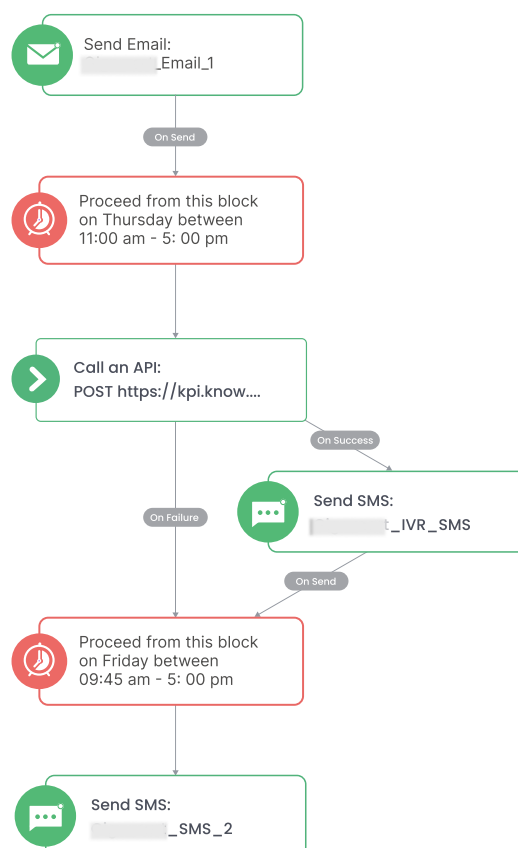 Send Email:
_Email_1
On Send
Proceed from this block
on Thursday between
11:00 am - 5: 00 pm
Call an API:
POST https://kpi.know....
On Success
Send SMS:
_IVR_SMS
On Failure
On Send
Proceed from this block
on Friday between
09:45 am - 5: 00 pm
Send SMS:
_SMS_2